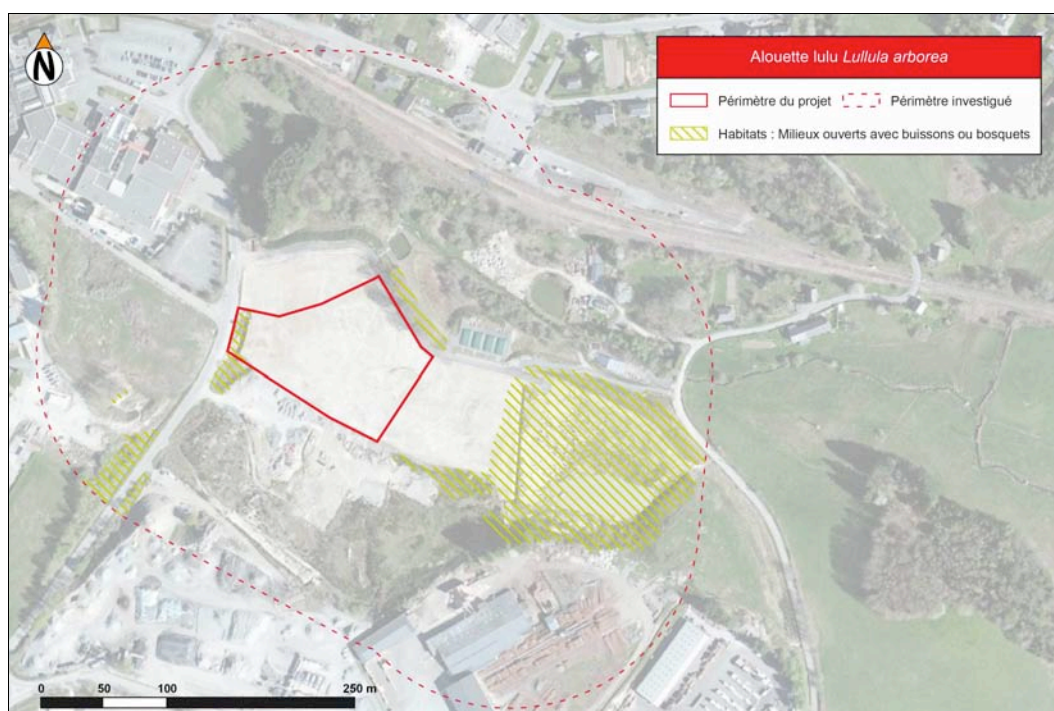 N
Alouette lulu Lullula arborea
Périmètre du projet Périmètre investigué
Habitats : Milieux ouverts avec buissons ou bosquets
0 50 100 250 m